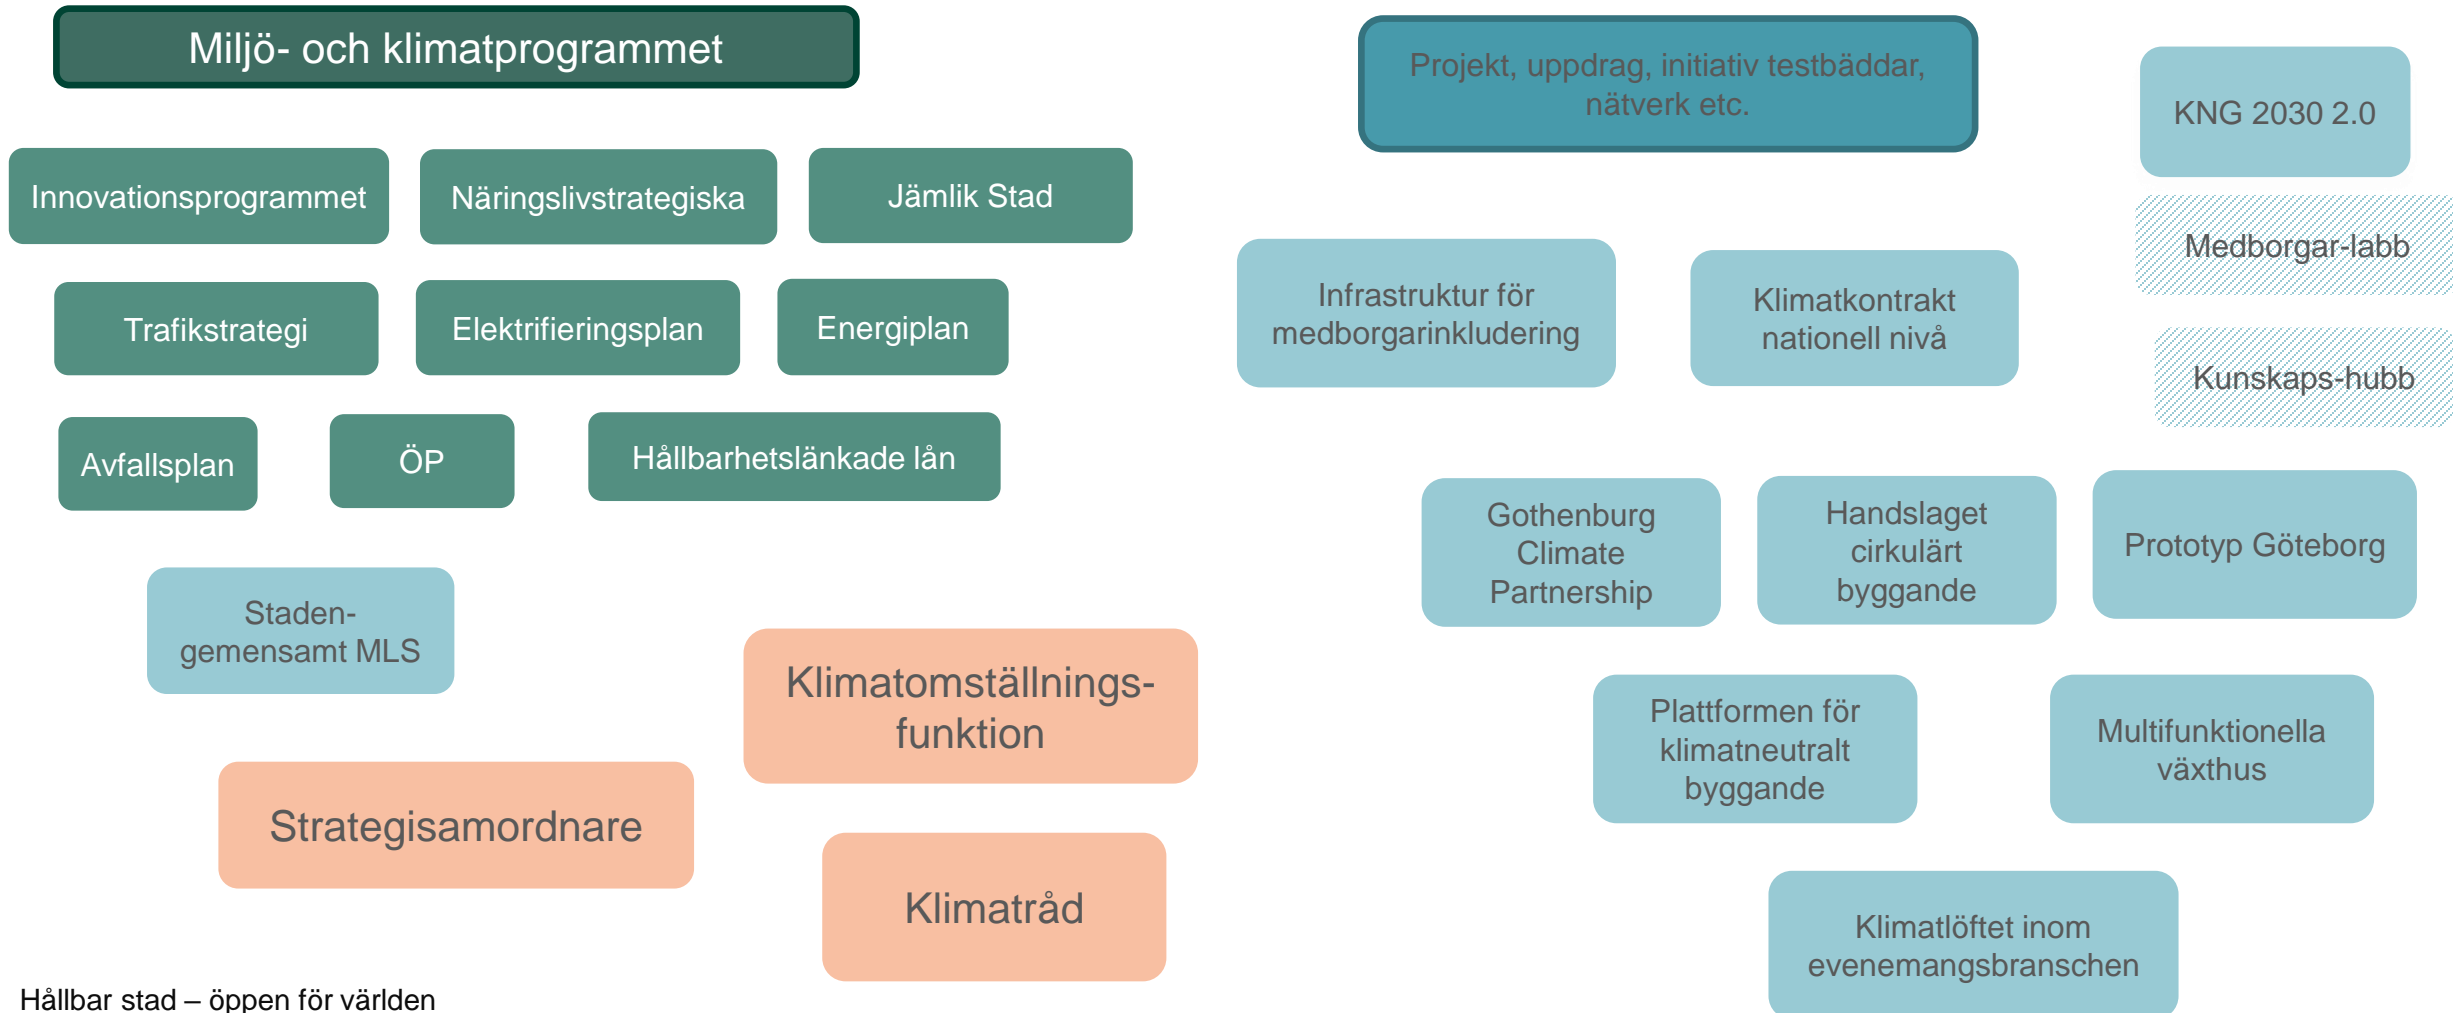 Miljö- och klimatprogrammet
Innovationsprogrammet
Näringslivstrategiska
Jämlik Stad
Trafikstrategi
Elektrifieringsplan
Energiplan
Avfallsplan
ÖP
Hållbarhetslänkade lån
Staden-
gemensamt MLS
Klimatomställnings-
funktion
Strategisamordnare
Klimatråd
Hållbar stad – öppen för världen
Projekt, uppdrag, initiativ testbäddar,
nätverk etc.
KNG 2030 2.0
Medborgar-labb
Kunskaps-hubb
Infrastruktur för
medborgarinkludering
Klimatkontrakt
nationell nivå
Gothenburg
Climate
Partnership
Handslaget
cirkulärt
byggande
Prototyp Göteborg
Plattformen för
klimatneutralt
byggande
Multifunktionella
växthus
Klimatlöftet inom
evenemangsbranschen